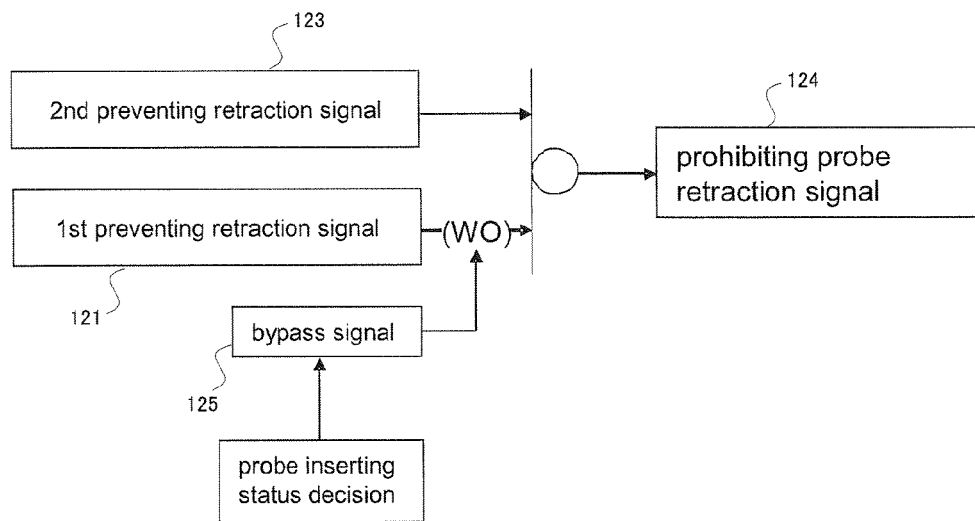 123
2nd preventing retraction signal
124
prohibiting probe
retraction signal
1st preventing retraction signal
(WO)
121
bypass signal
125
probe inserting
status decision